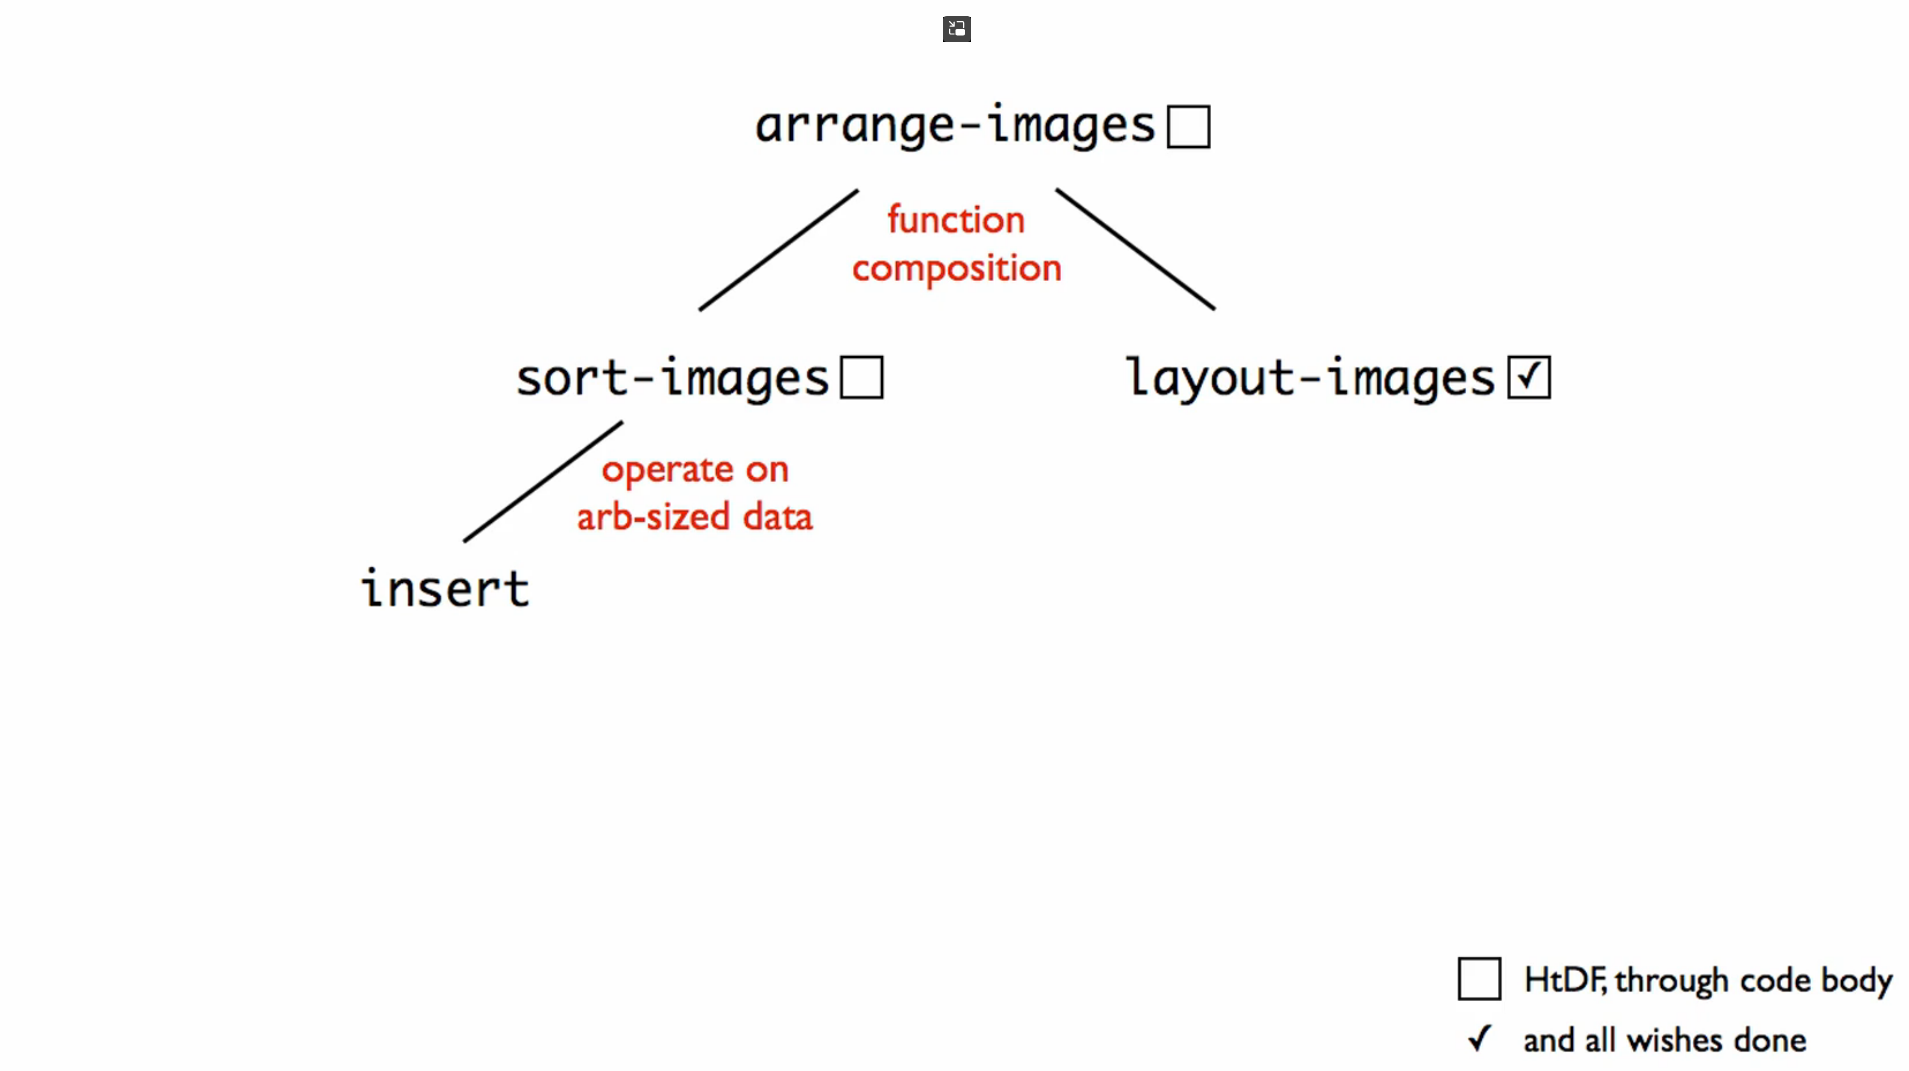 arrange-images
function
composition
sort-images
layout-images ✓
operate on
arb-sized data
insert
HtDF, through code body
✓ and all wishes done